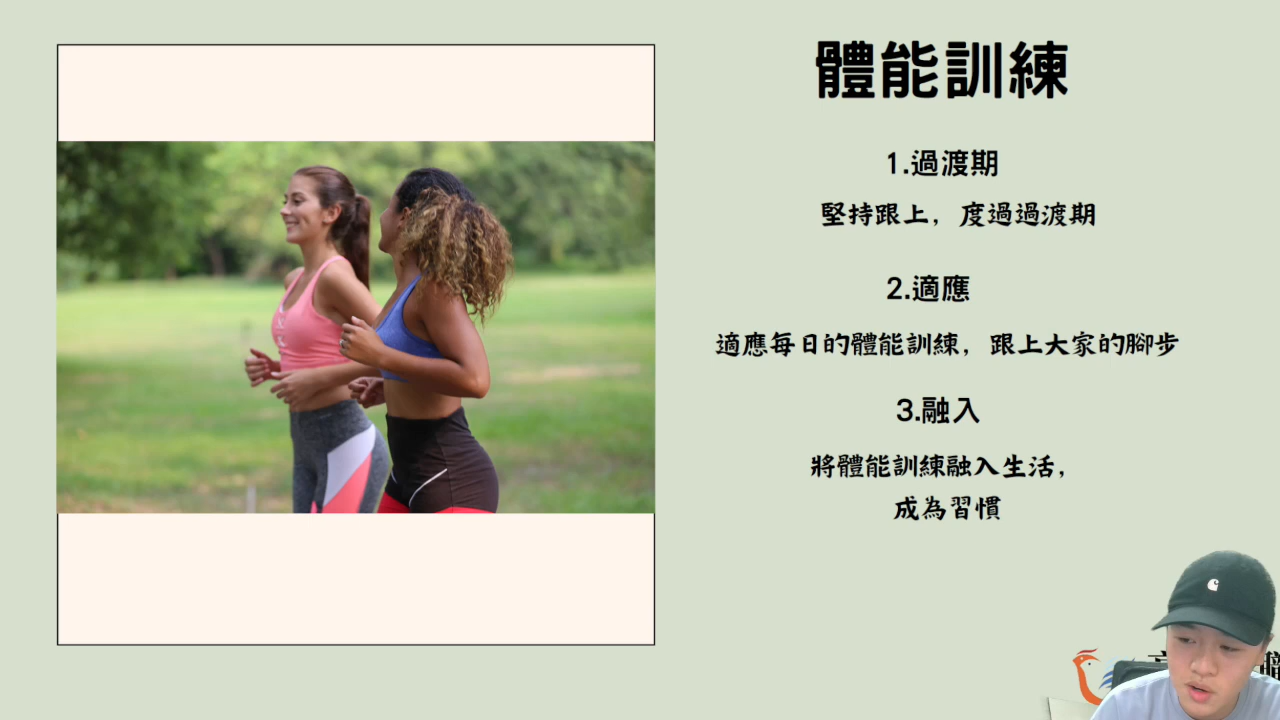 體能訓練
1.過渡期
堅持跟上，度過過渡期
2.適應
適應每日的體能訓練，跟上大家的腳步
3.融入
將體能訓練融入生活，
成為習慣